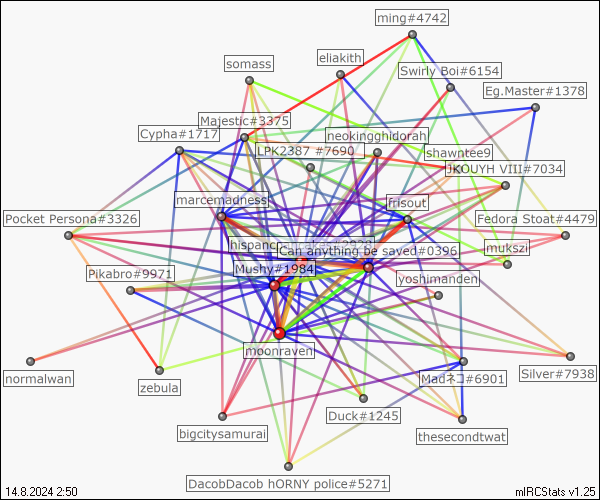 ming#4742
eliakith
somass
Swirly Boi#6154
Eg.Master#1378
Majestic#3375
Cypha#1717
neokingghidorah
LPK2387 #7690
shawntee9
JKOUYH VIII#7034
marcemadness
frisout
Pocket Persona#3326
Fedora Stoat#4479
hispanic
Can anything be saved#0396
mukszi
Mushy#1984
Pikabro#9971
yoshimanden
moonraven
normalwan
zebula
Madネコ#6901
Silver#7938
Duck#1245
bigcitysamurai
thesecondtwat
DacobDacob hORNY police#5271
14.8.2024 2:50
mIRCStats v1.25